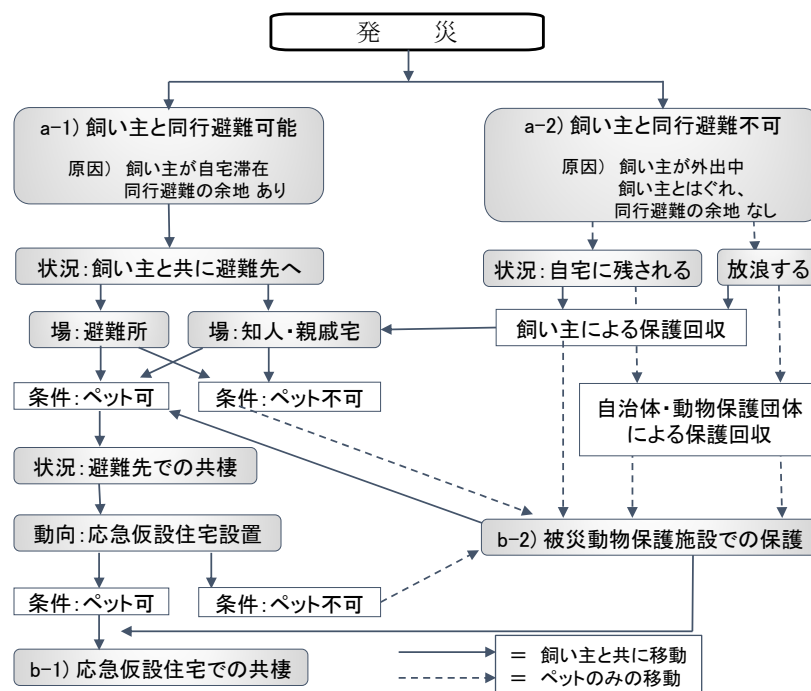 発 災
a-1) 飼い主と同行避難可能
原因) 飼い主が自宅滞在
同行避難の余地 あり
a-2) 飼い主と同行避難不可
原因) 飼い主が外出中
飼い主とはぐれ、
同行避難の余地 なし
状況:飼い主と共に避難先へ
状況:自宅に残される
放浪する
場:避難所
場:知人・親戚宅
飼い主による保護回収
条件:ペット可
条件:ペット不可
自治体・動物保護団体
による保護回収
状況:避難先での共棲
動向:応急仮設住宅設置
b-2) 被災動物保護施設での保護
条件:ペット可
条件:ペット不可
b-1) 応急仮設住宅での共棲
= 飼い主と共に移動
= ペットのみの移動